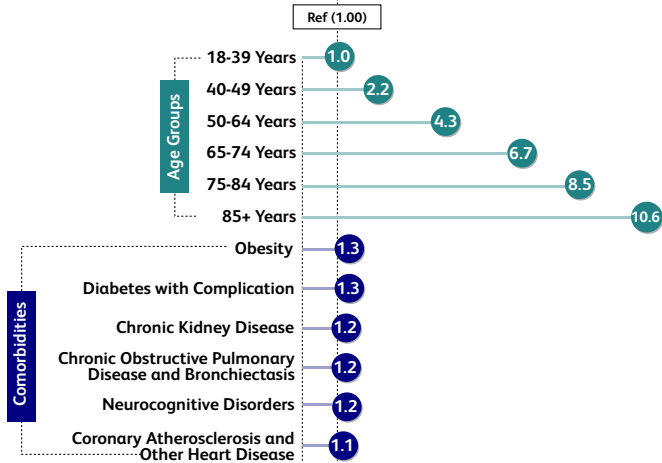 Ref (1.00)
Age Groups
18-39 Years 1.0
40-49 Years 2.2
50-64 Years 4.3
65-74 Years 6.7
75-84 Years 8.5
85+ Years 10.6
Comorbidities
Obesity 1.3
Diabetes with Complication 1.3
Chronic Kidney Disease 1.2
Chronic Obstructive Pulmonary
Disease and Bronchiectasis 1.2
Neurocognitive Disorders 1.2
Coronary Atherosclerosis and
Other Heart Disease 1.1